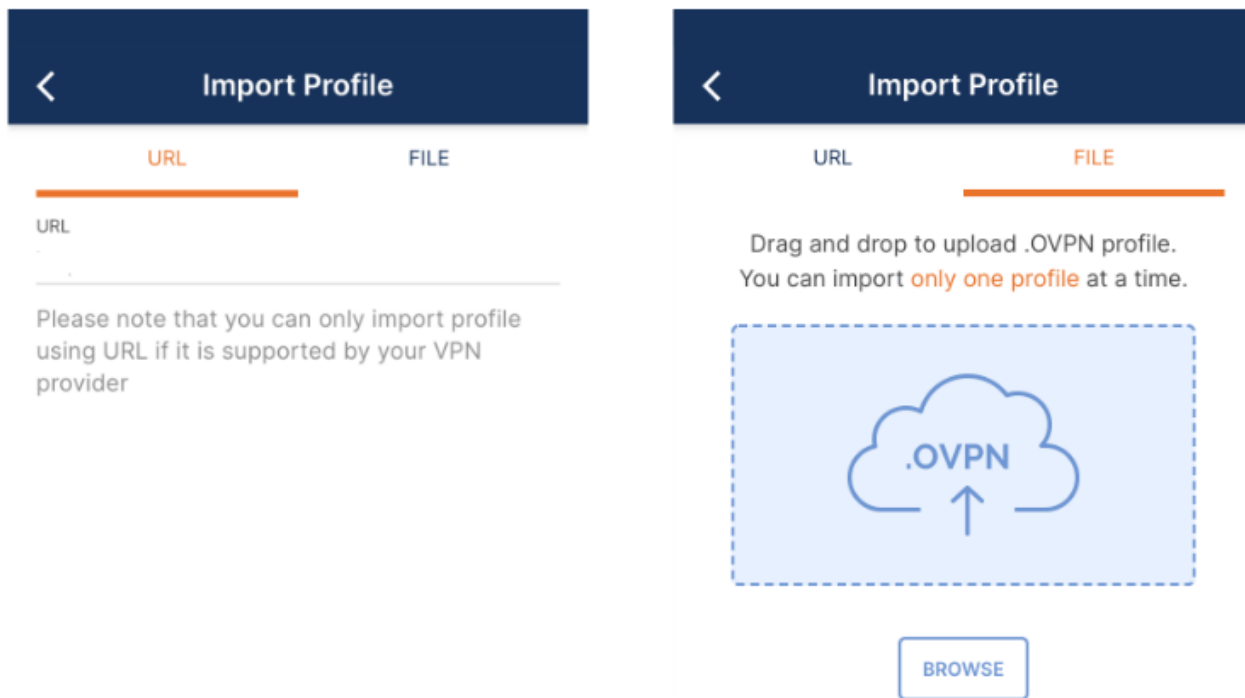 Import Profile
URL
FILE
URL
Please note that you can only import profile
using URL if it is supported by your VPN
provider
Import Profile
URL
FILE
Drag and drop to upload .OVPN profile.
You can import only one profile at a time.
.OVPN
BROWSE